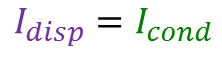 I_disp = I_cond